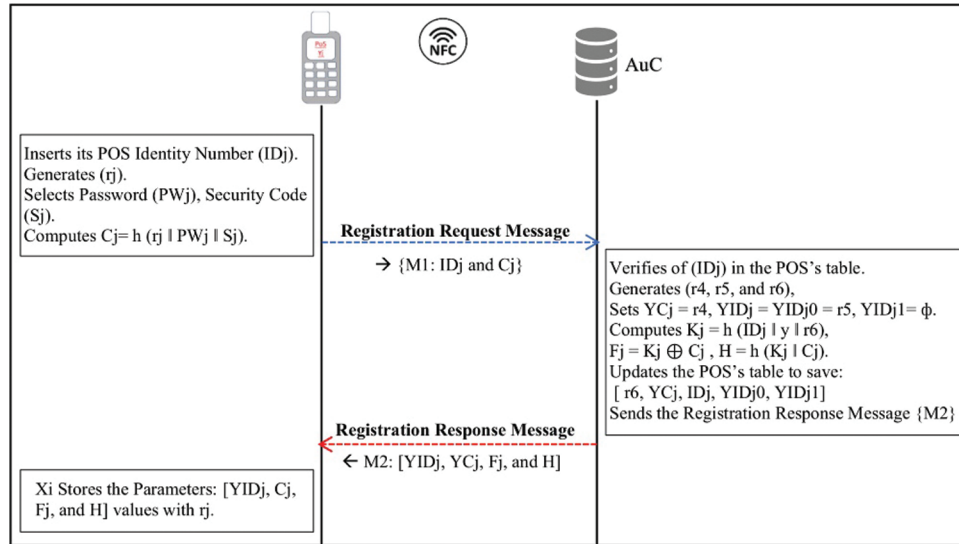 PoS
Yj
NFC
AuC
Inserts its POS Identity Number (IDj).
Generates (rj).
Selects Password (PWj), Security Code
(Sj).
Computes Cj= h (rj ‖ PWj ‖ Sj).
Registration Request Message
→ {M1: IDj and Cj}
Verifies of (IDj) in the POS's table.
Generates (r4, r5, and r6),
Sets YCj = r4, YIDj = YIDj0 = r5, YIDj1= ф.
Computes Kj = h (IDj ‖ y ‖ r6),
Fj = Kj ⊕ Cj , H = h (Kj ‖ Cj).
Updates the POS's table to save:
[ r6, YCj, IDj, YIDj0, YIDj1]
Sends the Registration Response Message {M2}
Registration Response Message
← M2: [YIDj, YCj, Fj, and H]
Xi Stores the Parameters: [YIDj, Cj,
Fj, and H] values with rj.